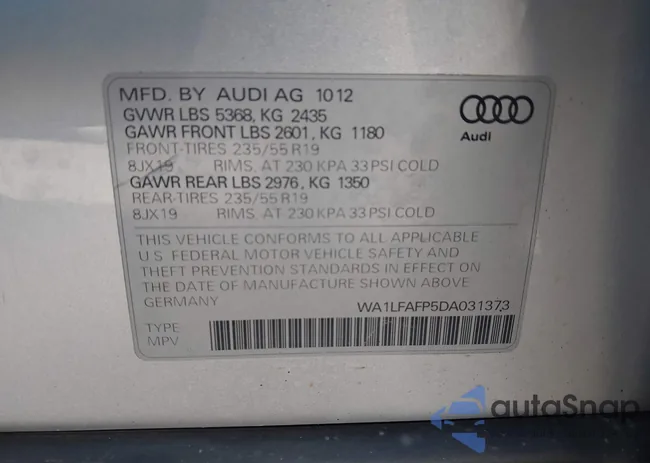 MFD. BY AUDI AG 10 12
GVWR LBS 5368, KG 2435
GAWR FRONT LBS 2601, KG 1180
FRONT-TIRES 235/55 R19
8JX19 RIMS, AT 230 KPA 33 PSI COLD
GAWR REAR LBS 2976, KG 1350
REAR-TIRES 235/55 R19
8JX19 RIMS, AT 230 KPA 33 PSI COLD
Audi
THIS VEHICLE CONFORMS TO ALL APPLICABLE
U.S. FEDERAL MOTOR VEHICLE SAFETY AND
THEFT PREVENTION STANDARDS IN EFFECT ON
THE DATE OF MANUFACTURE SHOWN ABOVE
GERMANY
WA1LFAFP5DA031373
TYPE
MPV
autoSnap